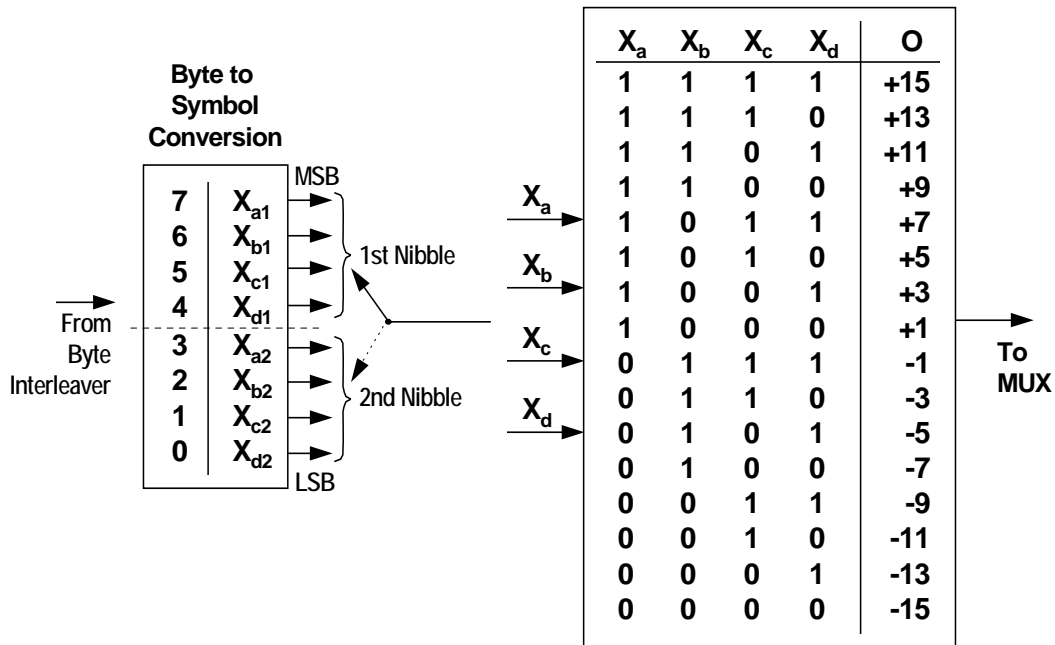 Byte to
Symbol
Conversion
7 Xa1
6 Xb1
5 Xc1
4 Xd1
3 Xa2
2 Xb2
1 Xc2
0 Xd2
MSB
LSB
1st Nibble
2nd Nibble
From
Byte
Interleaver
Xa
Xb
Xc
Xd
Xa Xb Xc Xd O
1 1 1 1 +15
1 1 1 0 +13
1 1 0 1 +11
1 1 0 0 +9
1 0 1 1 +7
1 0 1 0 +5
1 0 0 1 +3
1 0 0 0 +1
0 1 1 1 -1
0 1 1 0 -3
0 1 0 1 -5
0 1 0 0 -7
0 0 1 1 -9
0 0 1 0 -11
0 0 0 1 -13
0 0 0 0 -15
To
MUX